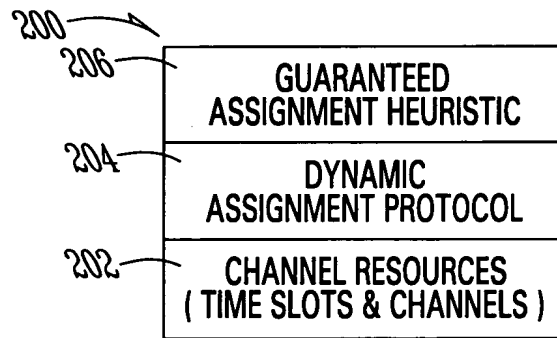 200
206
GUARANTEED
ASSIGNMENT HEURISTIC
204
DYNAMIC
ASSIGNMENT PROTOCOL
202
CHANNEL RESOURCES
( TIME SLOTS & CHANNELS )